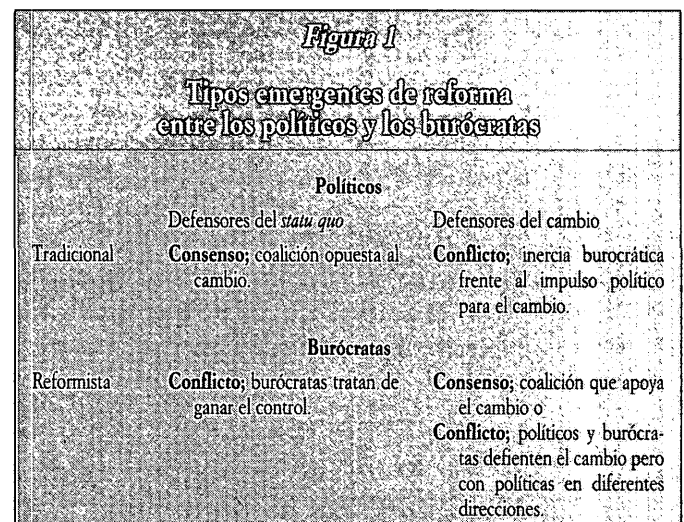 Figura 1
Tipos emergentes de reforma
entre los políticos y los burócratas
Políticos
Defensores del statu quo Defensores del cambio
Tradicional Consenso; coalición opuesta al Conflicto; inercia burocrática
cambio. frente al impulso político
para el cambio.
Burócratas
Reformista Conflicto; burócratas tratan de Consenso; coalición que apoya
ganar el control. el cambio o
Conflicto; políticos y burócra-
tas defienten el cambio pero
con políticas en diferentes
direcciones.